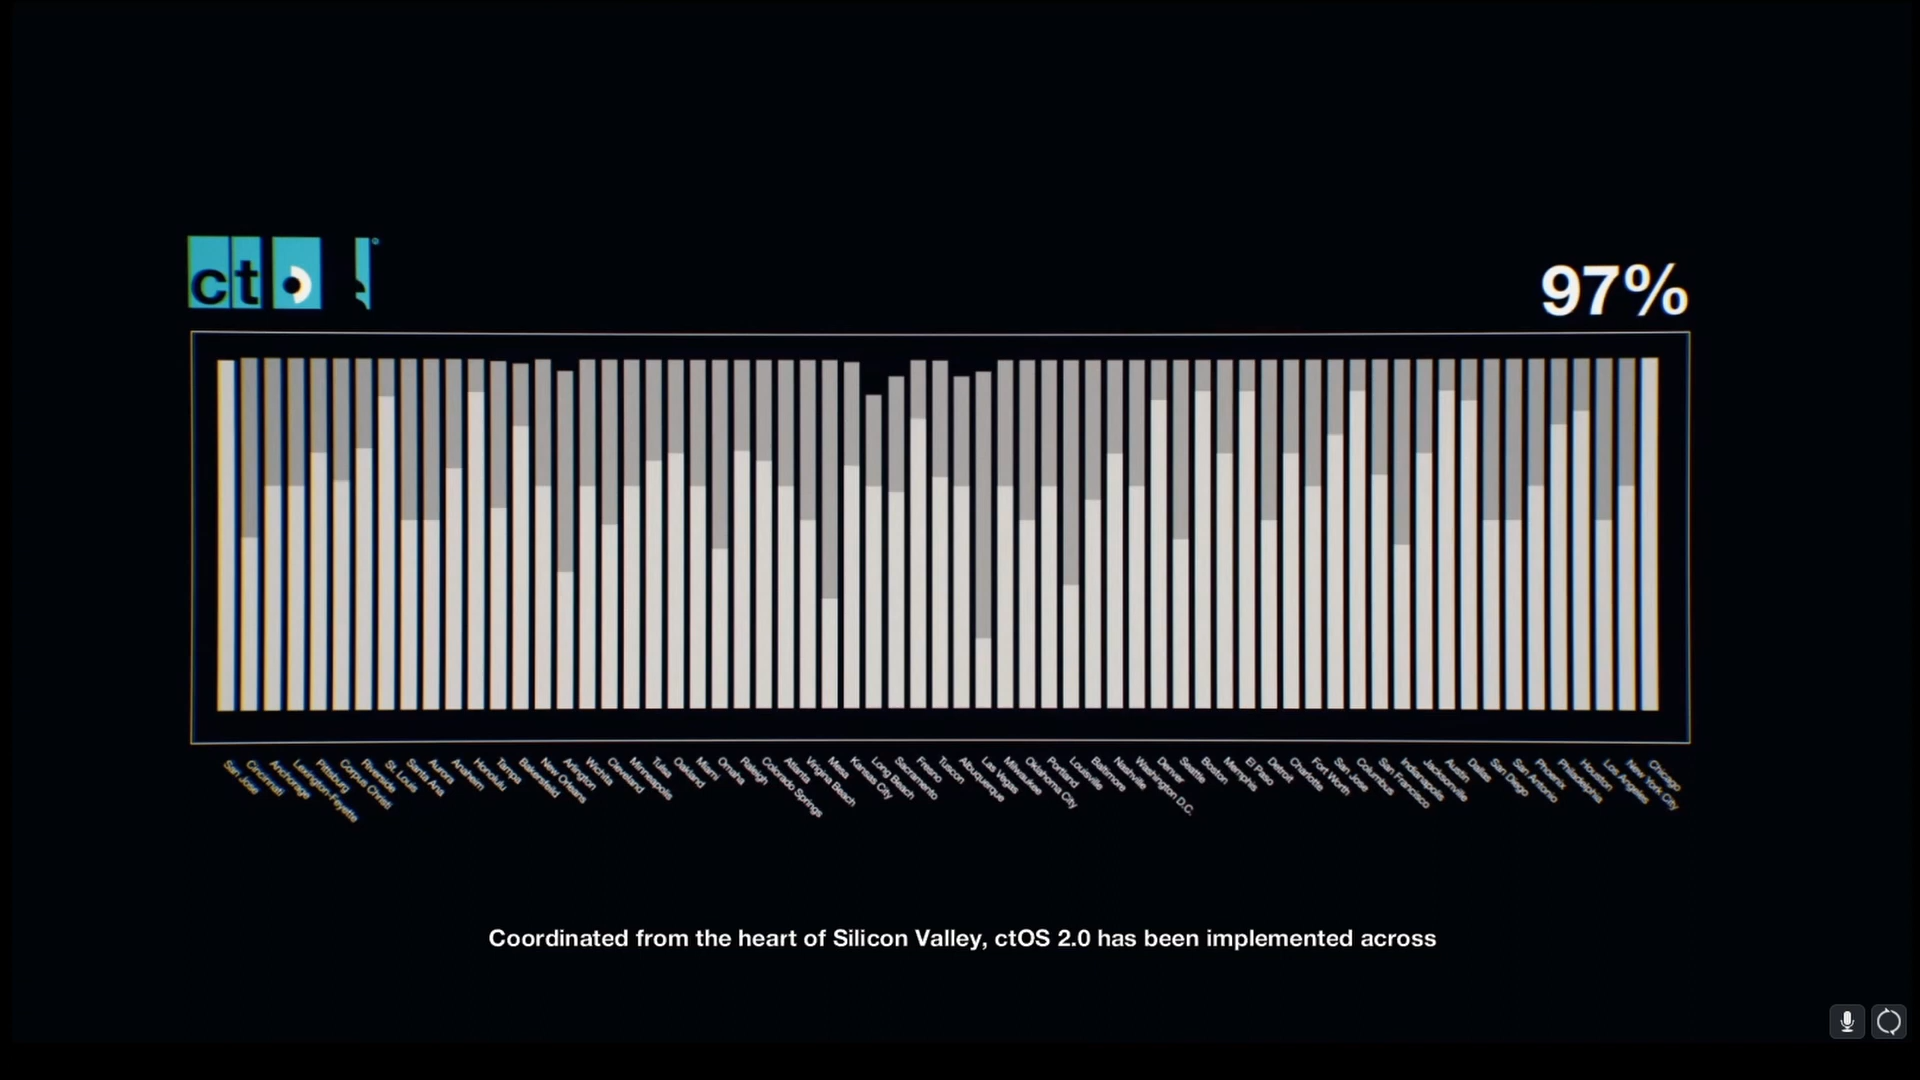 ct
97%
San Jose
Cincinnati
Anchorage
Lexington-Feyette
Pittsburg
Corpus Christi
Riverside
St. Louis
Santa Ana
Aurora
Anaheim
Honolulu
Tampa
Bakersfield
New Orleans
Arlington
Wichita
Cleveland
Minneapolis
Tulsa
Oakland
Miami
Omaha
Raleigh
Colorado Springs
Atlanta
Virginia Beach
Mesa
Kansas City
Long Beach
Sacramento
Fresno
Tuscon
Albuquerque
Las Vegas
Milwaukee
Oklahoma City
Portland
Louisville
Baltimore
Nashville
Washington D.C.
Denver
Seattle
Boston
Memphis
El Paso
Detroit
Charlotte
Fort Worth
San Jose
Columbus
San Francisco
Indianapolis
Jacksonville
Austin
Dallas
San Diego
San Antonio
Phoenix
Philadelphia
Houston
Los Angeles
New York City
Chicago
Coordinated from the heart of Silicon Valley, ctOS 2.0 has been implemented across